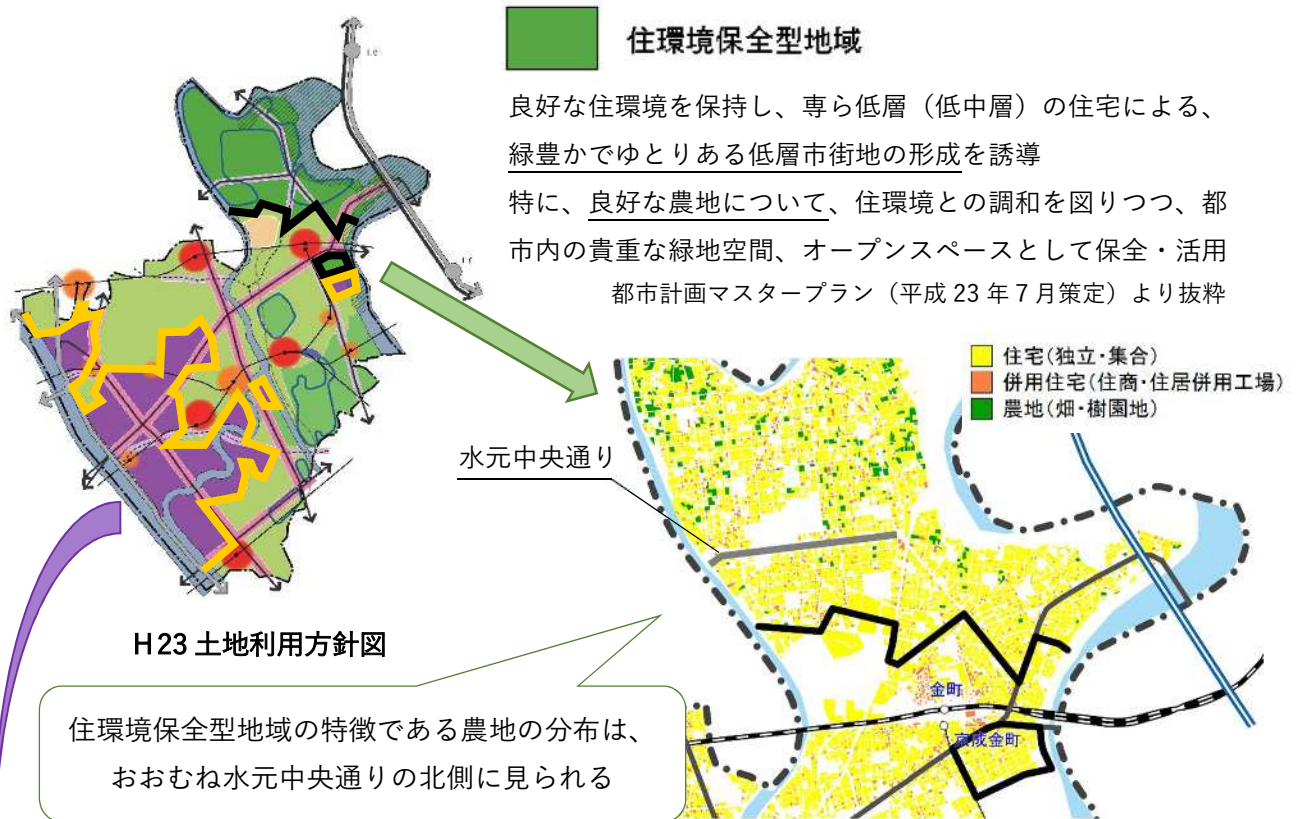 住環境保全型地域
良好な住環境を保持し、専ら低層（低中層）の住宅による、
緑豊かでゆとりある低層市街地の形成を誘導
特に、良好な農地について、住環境との調和を図りつつ、都
市内の貴重な緑地空間、オープンスペースとして保全・活用
都市計画マスタープラン（平成 23 年 7 月策定）より抜粋
住宅(独立・集合)
併用住宅(住商・住居併用工場)
農地(畑・樹園地)
水元中央通り
金町
京成金町
H23 土地利用方針図
住環境保全型地域の特徴である農地の分布は、
おおむね水元中央通りの北側に見られる